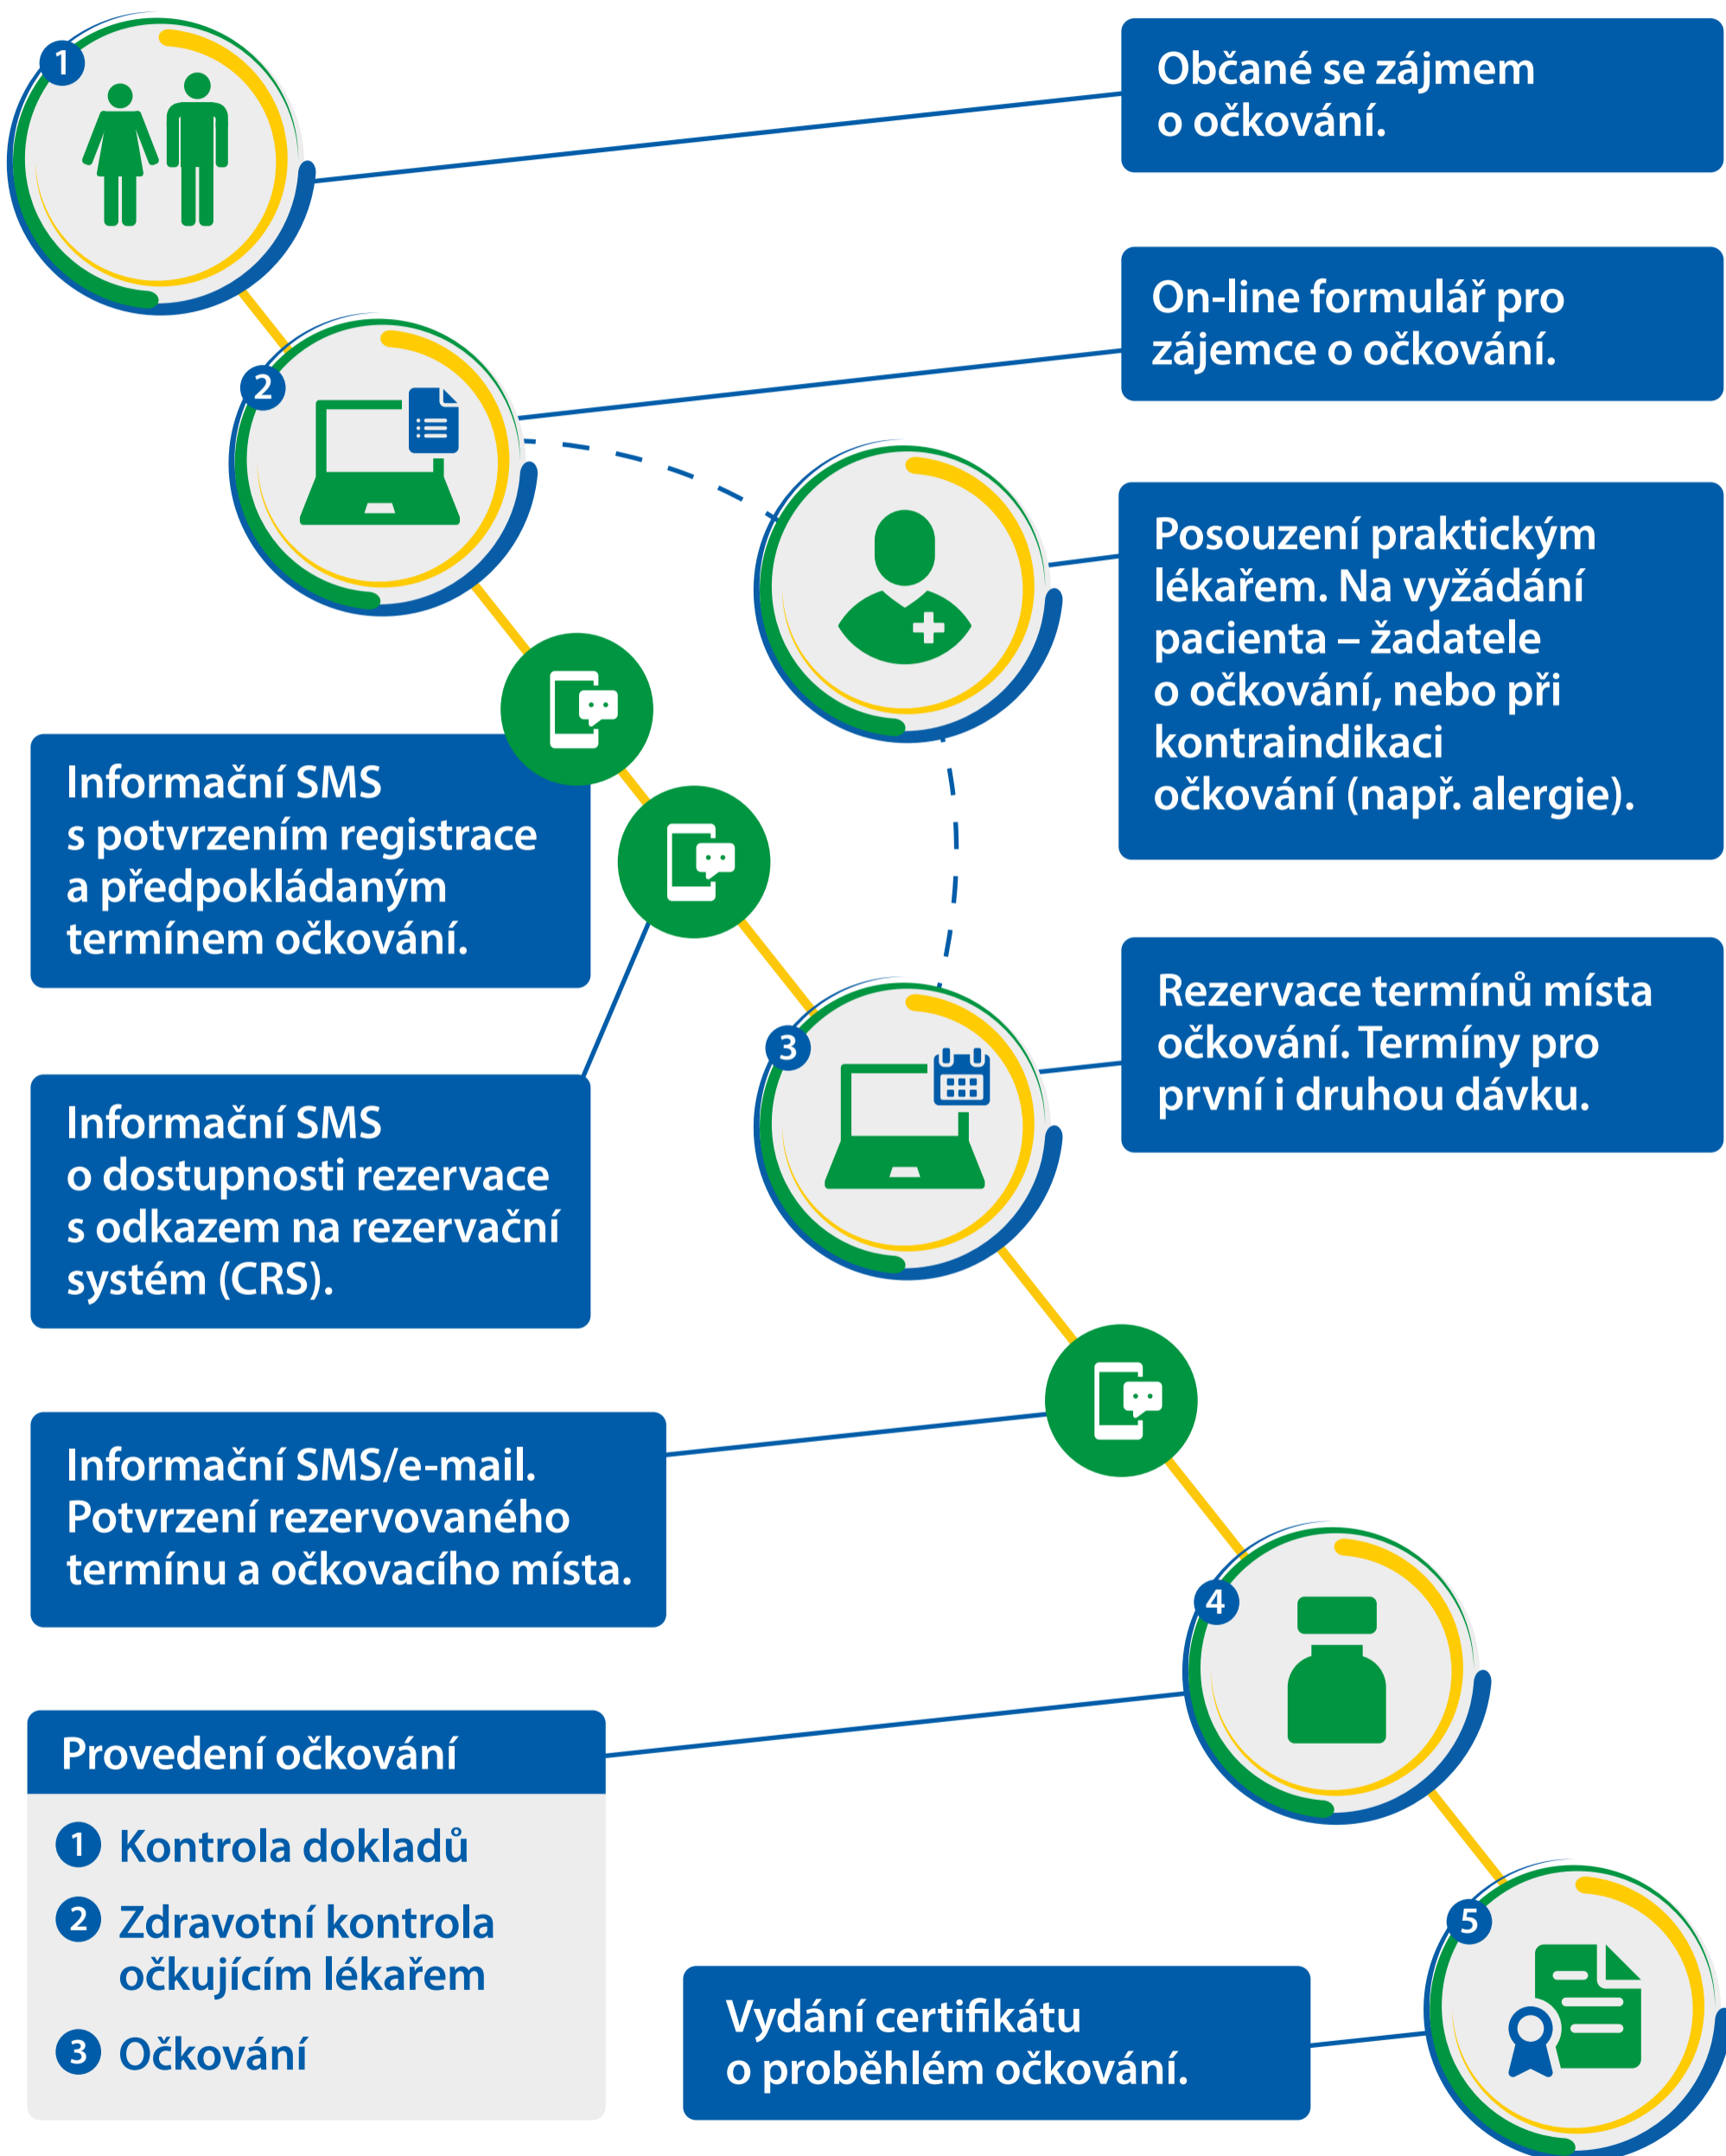 1
Občané se zájmem
o očkování.
2
On-line formulář pro
zájemce o očkování.
Posouzení praktickým
lékařem. Na vyžádání
pacienta – žadatele
o očkování, nebo při
kontraindikaci
očkování (např. alergie).
Informační SMS
s potvrzením registrace
a předpokládaným
termínem očkování.
Informační SMS
o dostupnosti rezervace
s odkazem na rezervační
systém (CRS).
3
Rezervace termínů místa
očkování. Termíny pro
první i druhou dávku.
Informační SMS/e-mail.
Potvrzení rezervovaného
termínu a očkovacího místa.
4
Provedení očkování
1 Kontrola dokladů
2 Zdravotní kontrola
očkujícím lékařem
3 Očkování
5
Vydání certifikátu
o proběhlém očkování.